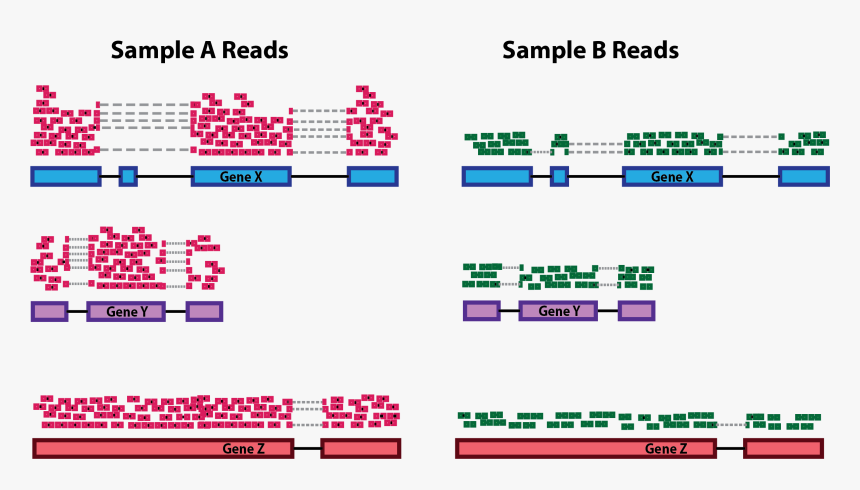 Sample A Reads
Sample B Reads
Gene X
Gene X
Gene Y
Gene Y
Gene Z
Gene Z